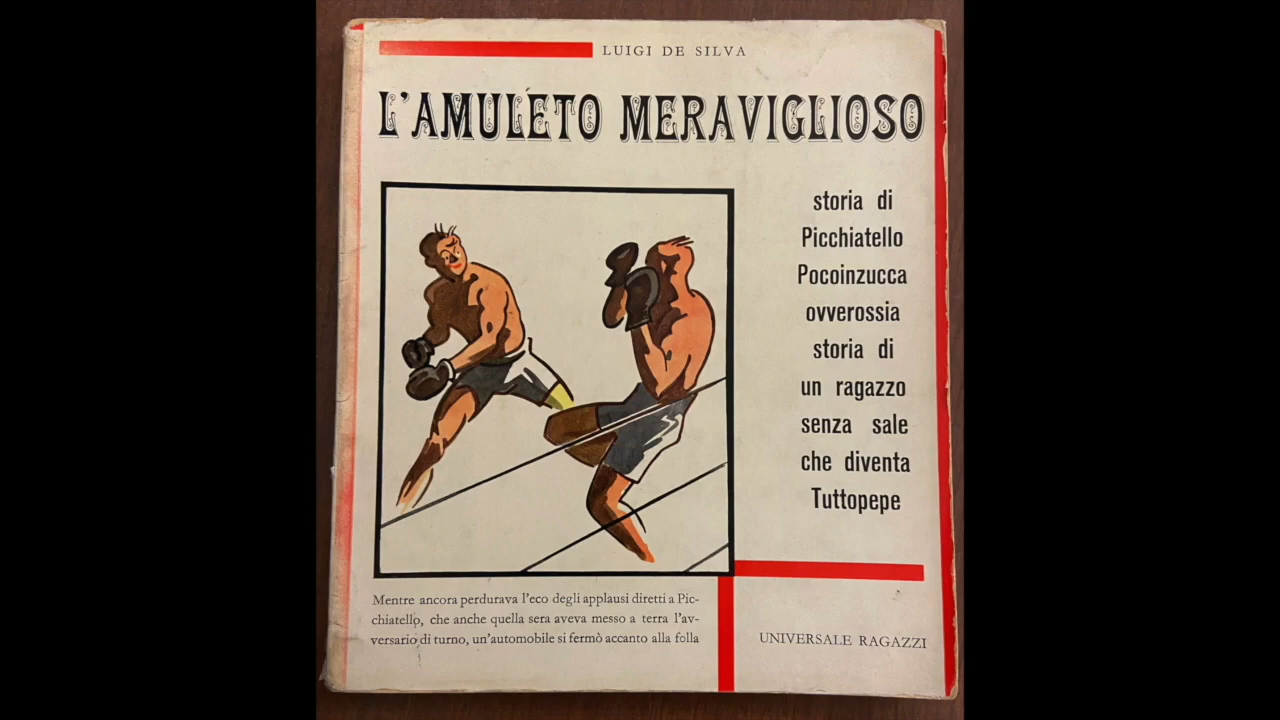 LUIGI DE SILVA
L'AMULETO MERAVIGLIOSO
storia di
Picchiatello
Pocoinzucca
ovverossia
storia di
un ragazzo
senza sale
che diventa
Tuttopepe
Mentre ancora perdurava l'eco degli applausi diretti a Pic-
chiatello, che anche quella sera aveva messo a terra l'av-
versario di turno, un'automobile si fermò accanto alla folla
UNIVERSALE RAGAZZI